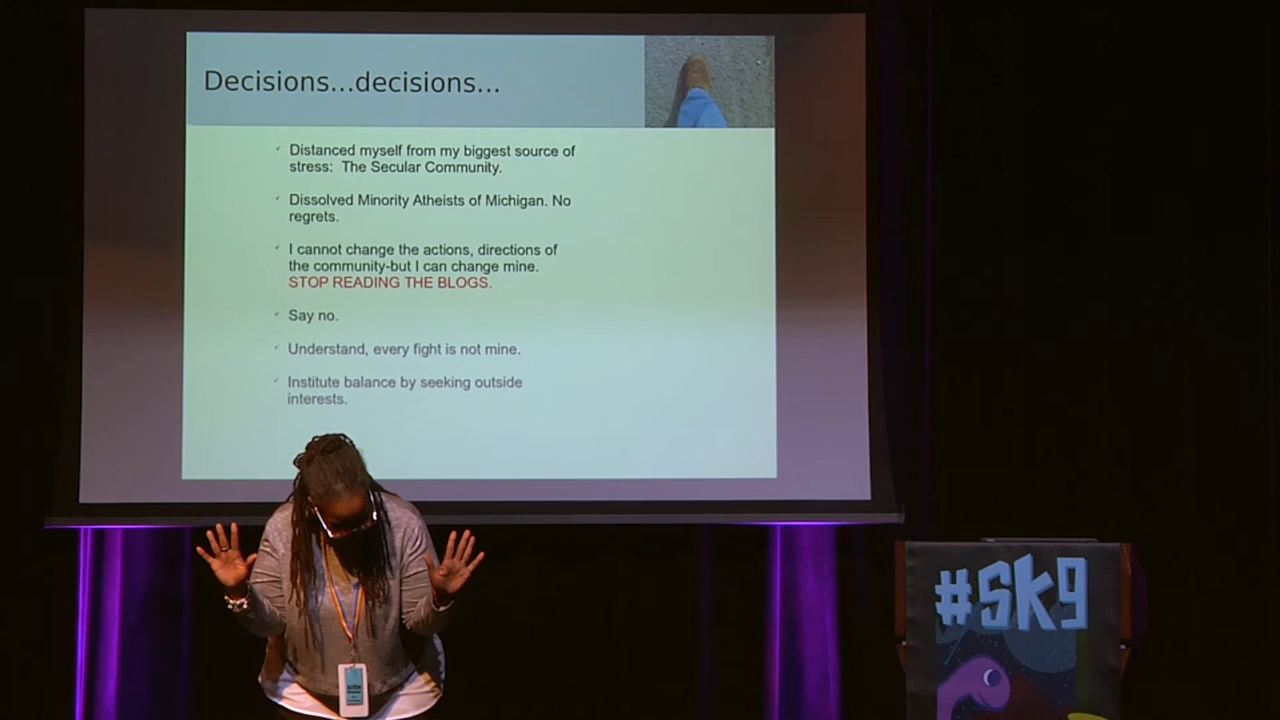 Decisions...decisions...
Distanced myself from my biggest source of
stress: The Secular Community.
Dissolved Minority Atheists of Michigan. No
regrets.
I cannot change the actions, directions of
the community-but I can change mine.
STOP READING THE BLOGS.
Say no.
Understand, every fight is not mine.
Institute balance by seeking outside
interests.
#sk9